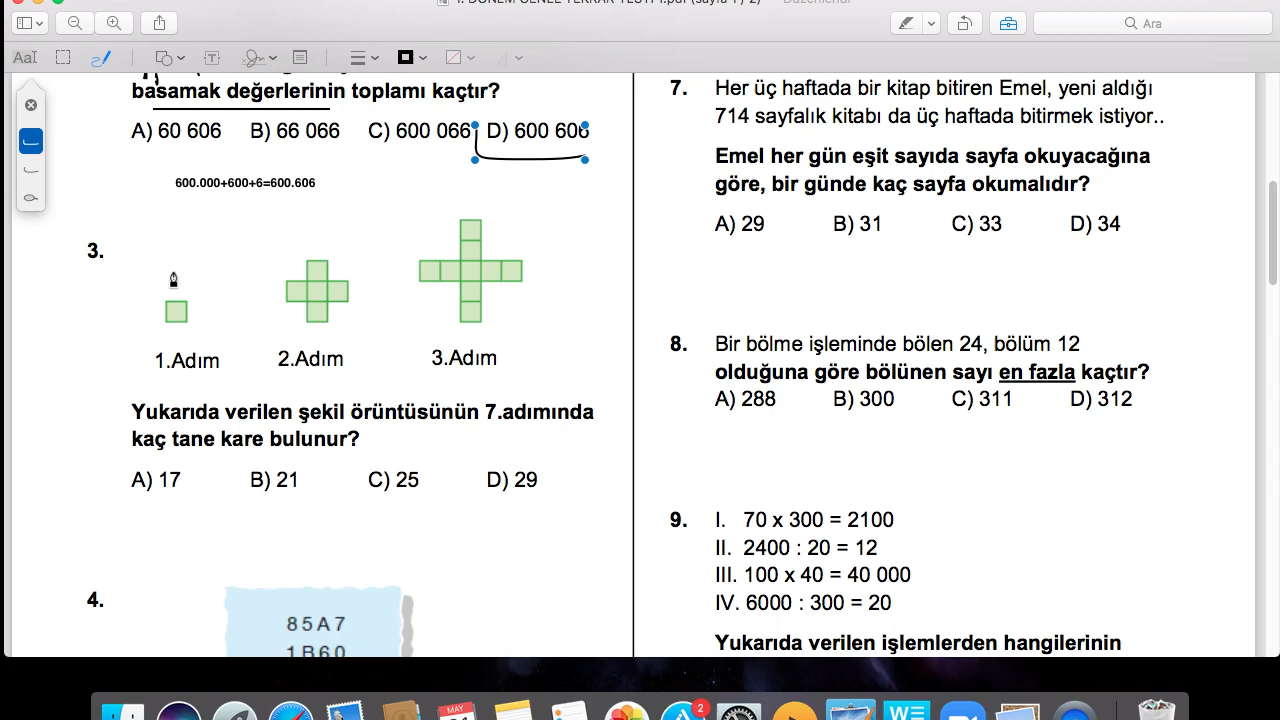 Ara
AaI
basamak değerlerinin toplamı kaçtır?
A) 60 606 B) 66 066 C) 600 066 D) 600 606
600.000+600+6=600.606
3.
1.Adım 2.Adım 3.Adım
Yukarıda verilen şekil örüntüsünün 7.adımında
kaç tane kare bulunur?
A) 17 B) 21 C) 25 D) 29
4.
85A7
1B60
7. Her üç haftada bir kitap bitiren Emel, yeni aldığı
714 sayfalık kitabı da üç haftada bitirmek istiyor..
Emel her gün eşit sayıda sayfa okuyacağına
göre, bir günde kaç sayfa okumalıdır?
A) 29 B) 31 C) 33 D) 34
8. Bir bölme işleminde bölen 24, bölüm 12
olduğuna göre bölünen sayı en fazla kaçtır?
A) 288 B) 300 C) 311 D) 312
9. I. 70 x 300 = 2100
II. 2400 : 20 = 12
III. 100 x 40 = 40 000
IV. 6000 : 300 = 20
Yukarıda verilen işlemlerden hangilerinin
MAY
2
W